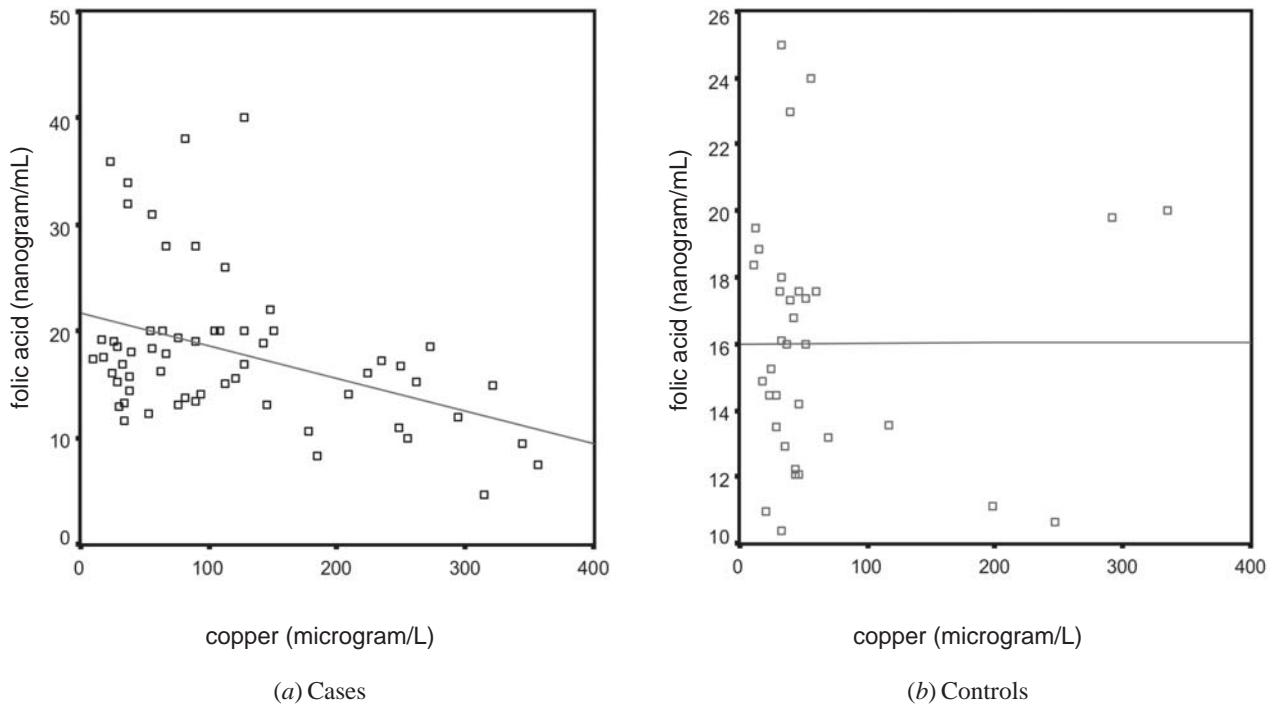 50
40
30
20
10
0
folic acid (nanogram/mL)
0 100 200 300 400
copper (microgram/L)
(a) Cases
26
24
22
20
18
16
14
12
10
folic acid (nanogram/mL)
0 100 200 300 400
copper (microgram/L)
(b) Controls